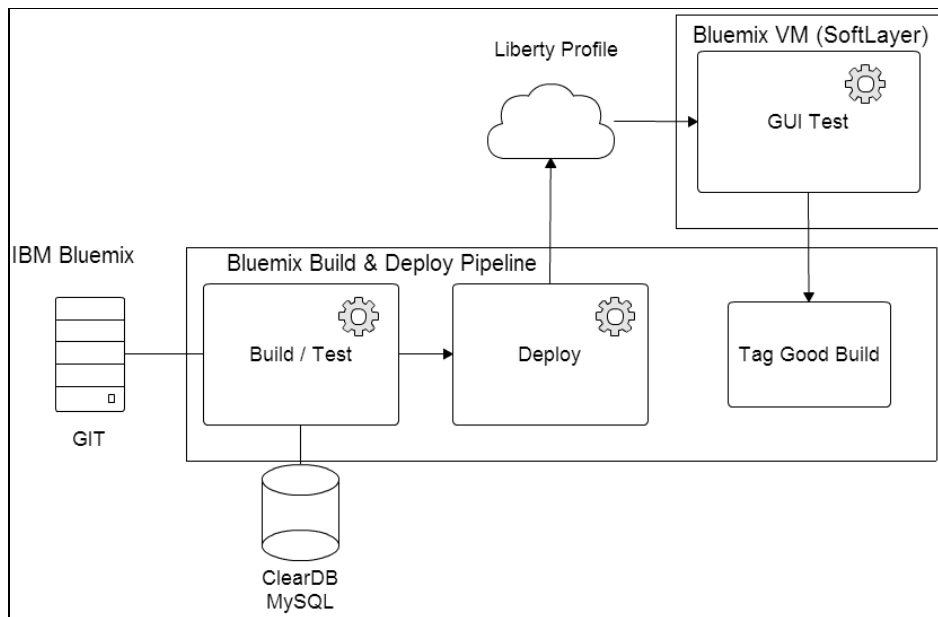 Bluemix VM (SoftLayer)
Liberty Profile
GUI Test
IBM Bluemix
Bluemix Build & Deploy Pipeline
Build / Test
Deploy
Tag Good Build
GIT
ClearDB
MySQL